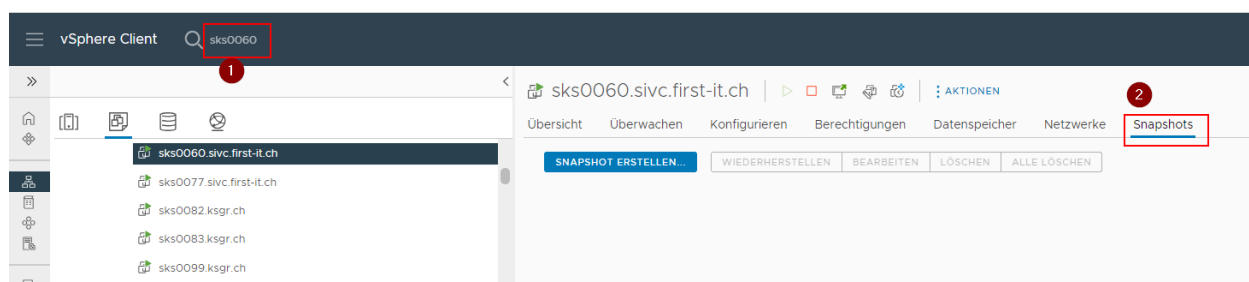 vSphere Client sks0060
1
sks0060.sivc.first-it.ch AKTIONEN
2
Übersicht Überwachen Konfigurieren Berechtigungen Datenspeicher Netzwerke Snapshots
SNAPSHOT ERSTELLEN... WIEDERHERSTELLEN BEARBEITEN LÖSCHEN ALLE LÖSCHEN
sks0060.sivc.first-it.ch
sks0077.sivc.first-it.ch
sks0082.ksgr.ch
sks0083.ksgr.ch
sks0099.ksgr.ch